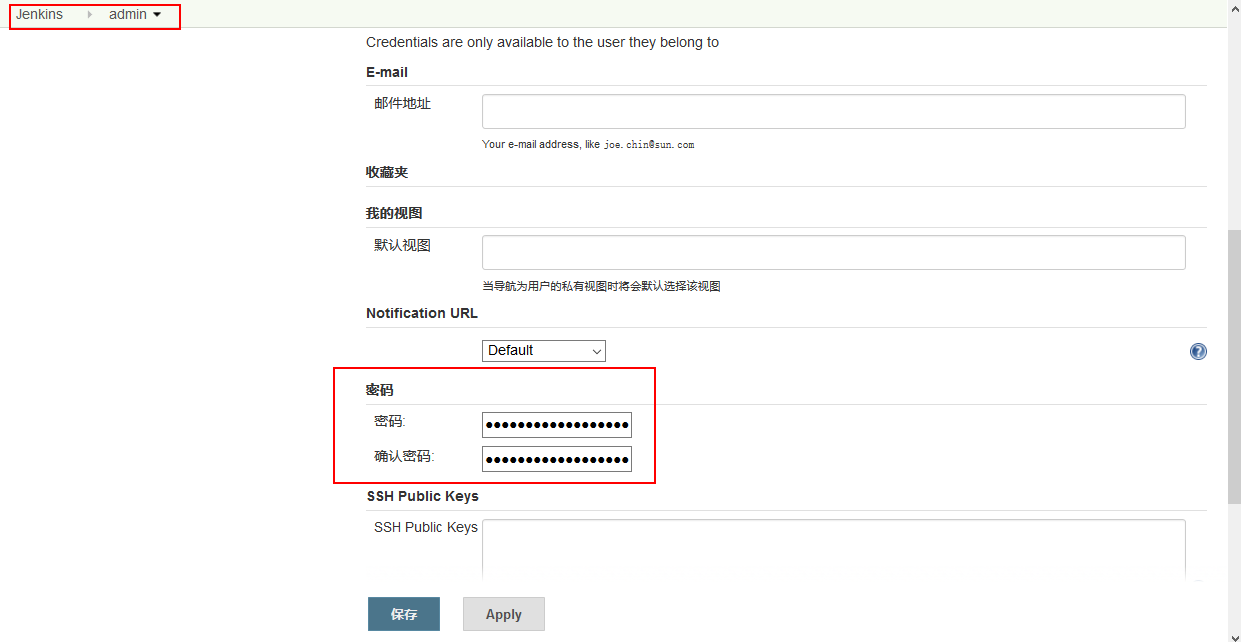 Jenkins admin
Credentials are only available to the user they belong to
E-mail
邮件地址
Your e-mail address, like joe.chin@sun.com
收藏夹
我的视图
默认视图
当导航为用户的私有视图时将会默认选择该视图
Notification URL
Default
密码
密码:
●●●●●●●●●●●●●●●●●●
确认密码:
●●●●●●●●●●●●●●●●●●
SSH Public Keys
SSH Public Keys
保存 Apply